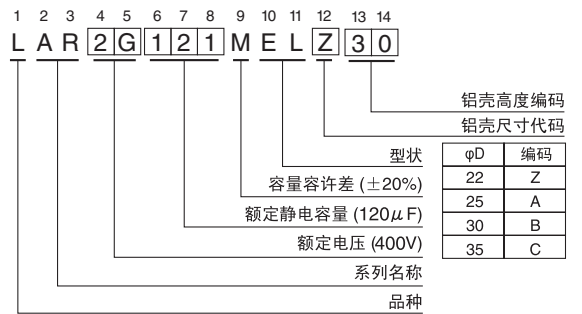 1 2 3 4 5 6 7 8 9 10 11 12 13 14
L A R 2 G 1 2 1 M E L Z 3 0
铝壳高度编码
铝壳尺寸代码
型状
容量容许差 (±20%)
额定静电容量 (120μF)
额定电压 (400V)
系列名称
品种
φD 编码
22 Z
25 A
30 B
35 C